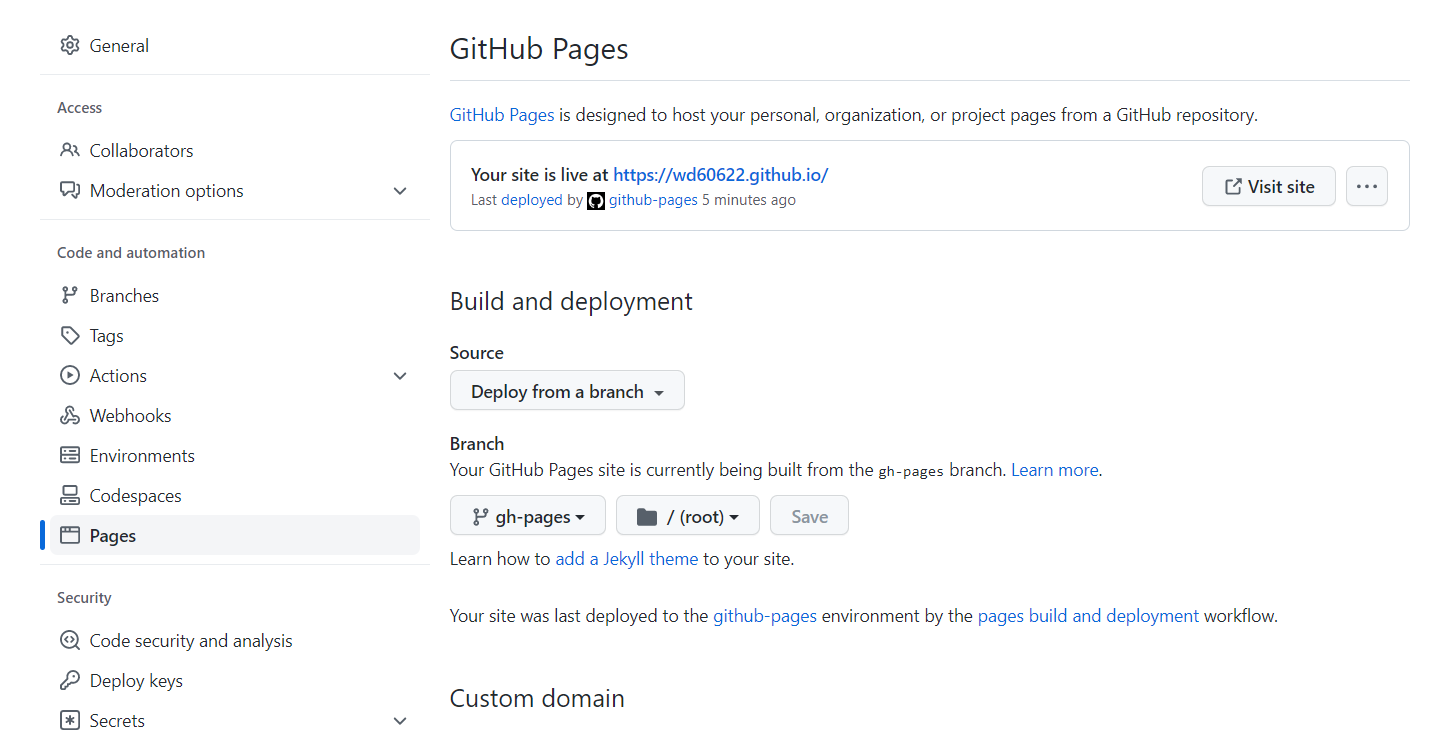 General
Access
Collaborators
Moderation options
Code and automation
Branches
Tags
Actions
Webhooks
Environments
Codespaces
Pages
Security
Code security and analysis
Deploy keys
Secrets
GitHub Pages
GitHub Pages is designed to host your personal, organization, or project pages from a GitHub repository.
Your site is live at https://wd60622.github.io/
Last deployed by github-pages 5 minutes ago
Visit site
Build and deployment
Source
Deploy from a branch
Branch
Your GitHub Pages site is currently being built from the gh-pages branch. Learn more.
gh-pages / (root) Save
Learn how to add a Jekyll theme to your site.
Your site was last deployed to the github-pages environment by the pages build and deployment workflow.
Custom domain